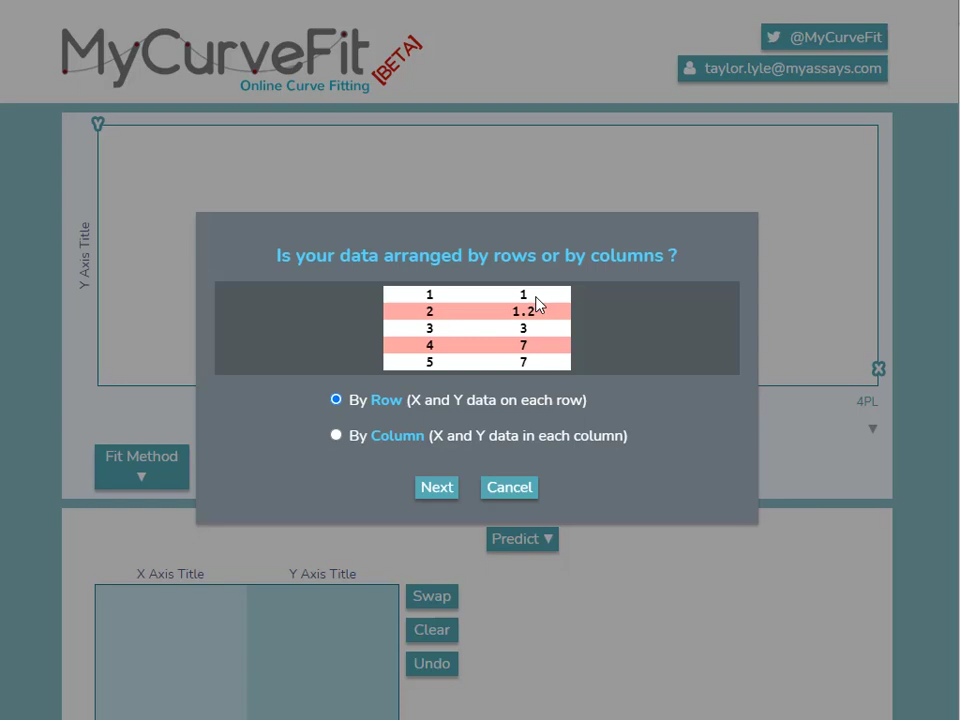 MyCurveFit
[BETA]
Online Curve Fitting
@MyCurveFit
taylor.lyle@myassays.com
Y
Y Axis Title
Is your data arranged by rows or by columns ?
1 1
2 1.2
3 3
4 7
5 7
X
By Row (X and Y data on each row)
4PL
▼
By Column (X and Y data in each column)
Fit Method
▼
Next Cancel
Predict ▼
X Axis Title Y Axis Title
Swap
Clear
Undo